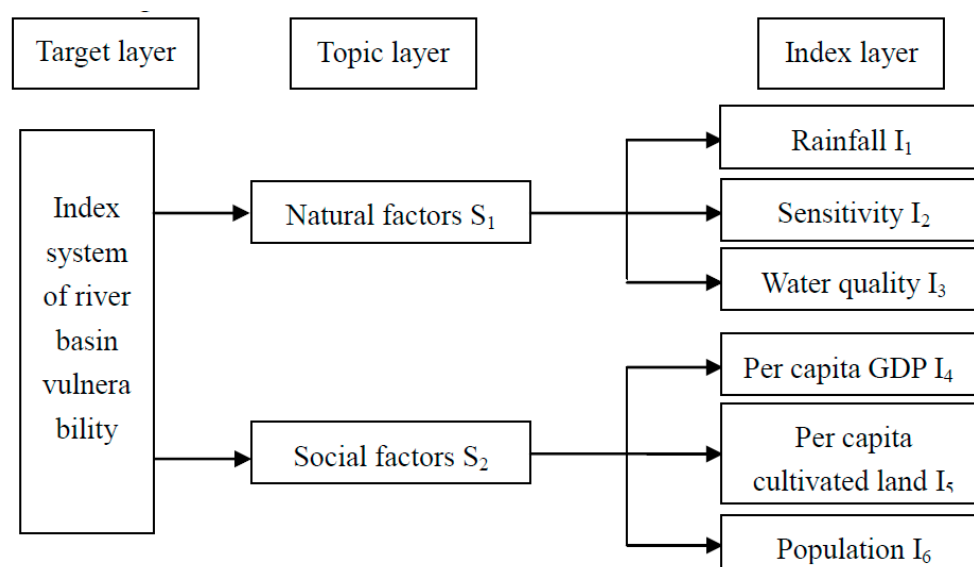 Target layer
Topic layer
Index layer
Index
system
of river
basin
vulnera
bility
Natural factors S₁
Social factors S₂
Rainfall I₁
Sensitivity I₂
Water quality I₃
Per capita GDP I₄
Per capita
cultivated land I₅
Population I₆